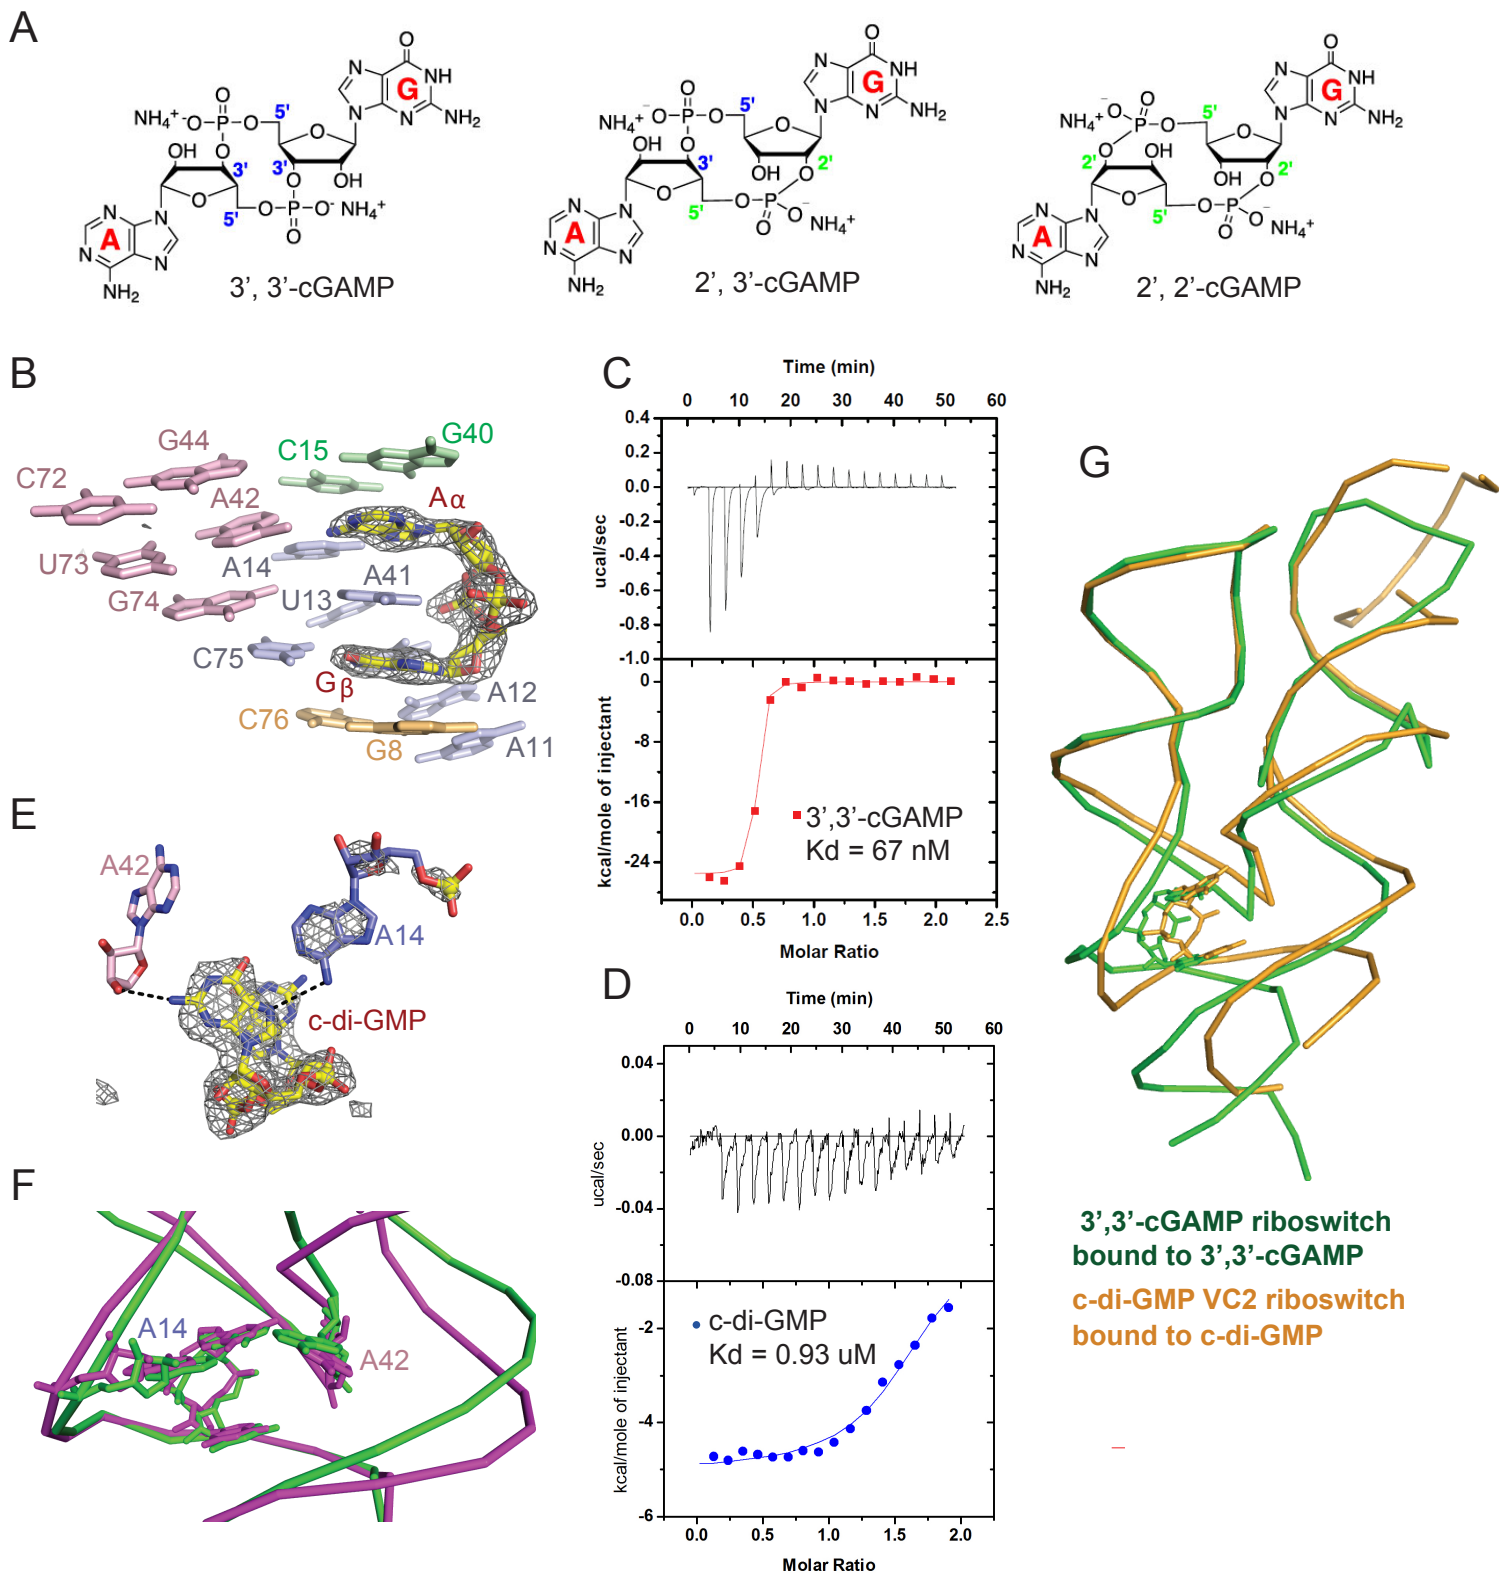 A
O
N
NH
G
N
N
NH₂
NH₄⁺
⁻O
P
O
O
5'
O
OH
O
3'
3'
O
OH
5'
O
P
O⁻ NH₄⁺
O
NH₂
N
N
A
N
N
3', 3'-cGAMP
O
N
NH
G
N
N
NH₂
NH₄⁺
⁻O
P
O
O
5'
O
OH
O
3'
OH
2'
O
5'
O
P
O⁻
NH₄⁺
O
N
N
A
N
N
NH₂
2', 3'-cGAMP
O
N
NH
G
N
N
NH₂
NH₄⁺
⁻O
P
O
O
5'
O
2'
O
OH
OH
2'
O
5'
O
P
O⁻
NH₄⁺
O
N
N
A
N
N
NH₂
2', 2'-cGAMP
B
G44
C15
G40
C72
A42
Aα
U73
A14
A41
G74
U13
C75
Gβ
A12
C76
G8
A11
C
Time (min)
0 10 20 30 40 50 60
0.4
0.2
0.0
-0.2
-0.4
-0.6
-0.8
-1.0
ucal/sec
0
-8
-16
-24
kcal/mole of injectant
3',3'-cGAMP
Kd = 67 nM
0.0 0.5 1.0 1.5 2.0 2.5
Molar Ratio
D
Time (min)
0 10 20 30 40 50 60
0.04
0.00
-0.04
-0.08
ucal/sec
c-di-GMP
Kd = 0.93 uM
-2
-4
-6
kcal/mole of injectant
0.0 0.5 1.0 1.5 2.0
Molar Ratio
E
A42
A14
c-di-GMP
F
A14
A42
G
3',3'-cGAMP riboswitch
bound to 3',3'-cGAMP
c-di-GMP VC2 riboswitch
bound to c-di-GMP